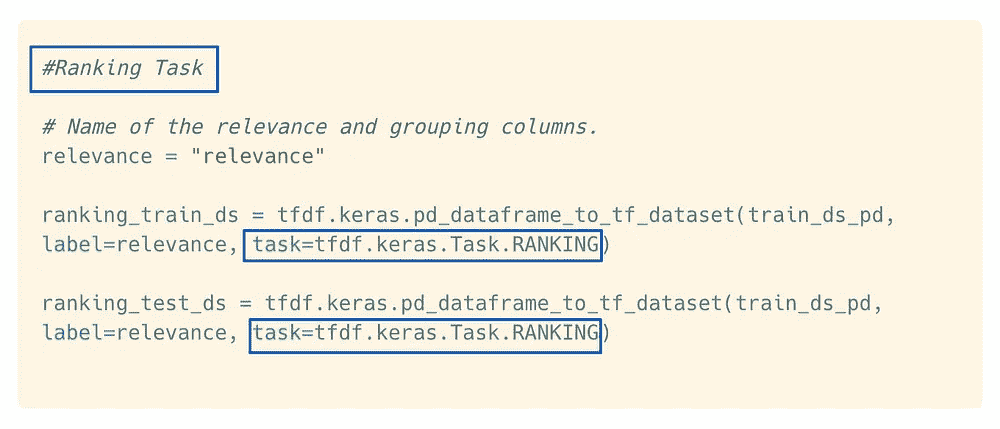 #Ranking Task
# Name of the relevance and grouping columns.
relevance = "relevance"
ranking_train_ds = tfdf.keras.pd_dataframe_to_tf_dataset(train_ds_pd,
label=relevance, task=tfdf.keras.Task.RANKING)
ranking_test_ds = tfdf.keras.pd_dataframe_to_tf_dataset(train_ds_pd,
label=relevance, task=tfdf.keras.Task.RANKING)